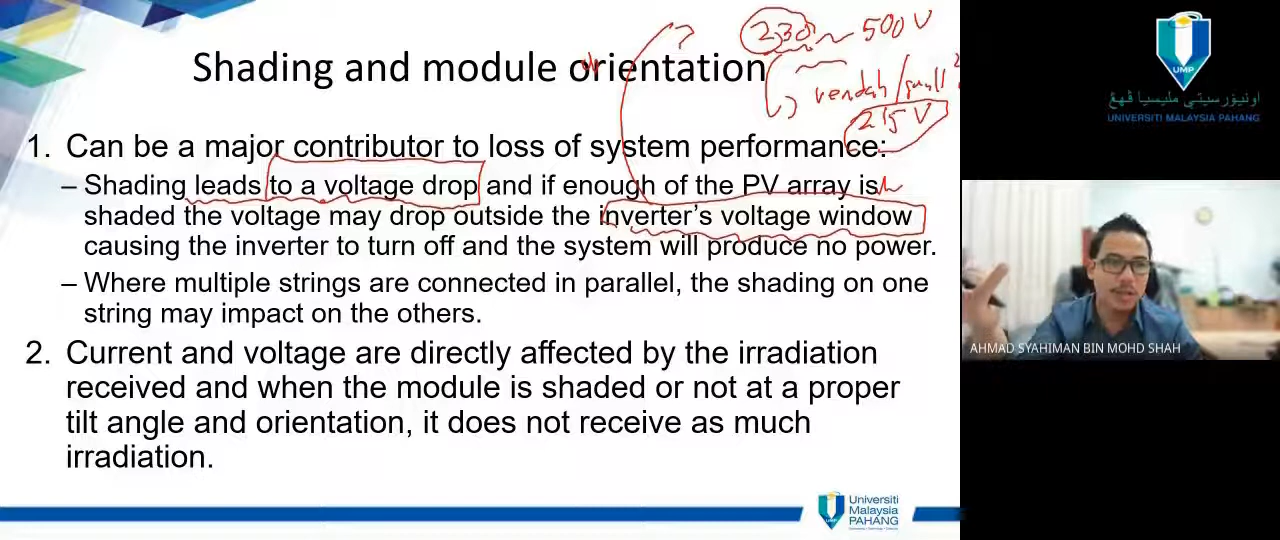 Shading and module orientation
230 ~ 500 V
rendah /
215 V
1. Can be a major contributor to loss of system performance:
– Shading leads to a voltage drop and if enough of the PV array is
shaded the voltage may drop outside the inverter's voltage window
causing the inverter to turn off and the system will produce no power.
– Where multiple strings are connected in parallel, the shading on one
string may impact on the others.
2. Current and voltage are directly affected by the irradiation
received and when the module is shaded or not at a proper
tilt angle and orientation, it does not receive as much
irradiation.
UMP
Universiti
Malaysia
PAHANG
UMP
اونيۏرسيتي مليسيا ڤهڠ
UNIVERSITI MALAYSIA PAHANG
AHMAD SYAHIMAN BIN MOHD SHAH